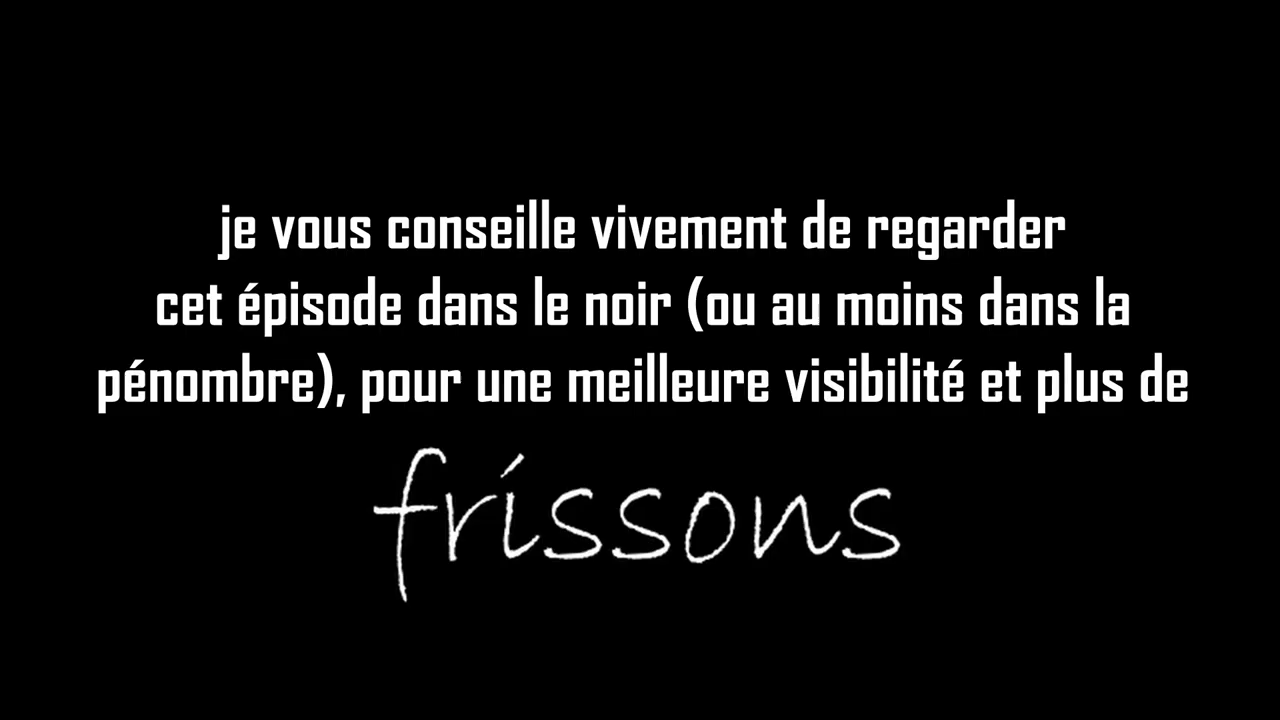 je vous conseille vivement de regarder
cet épisode dans le noir (ou au moins dans la
pénombre), pour une meilleure visibilité et plus de
frissons